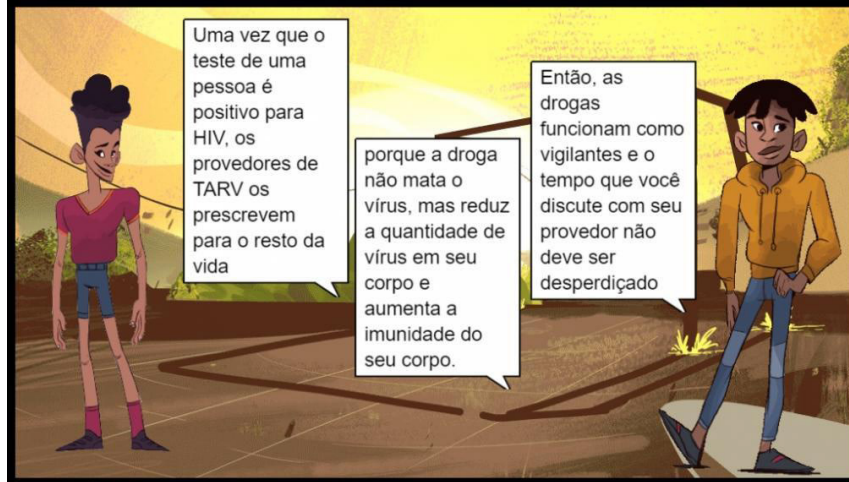 Uma vez que o
teste de uma
pessoa é
positivo para
HIV, os
provedores de
TARV os
prescrevem
para o resto da
vida
porque a droga
não mata o
vírus, mas reduz
a quantidade de
vírus em seu
corpo e
aumenta a
imunidade do
seu corpo.
Então, as
drogas
funcionam como
vigilantes e o
tempo que você
discute com seu
provedor não
deve ser
desperdiçado